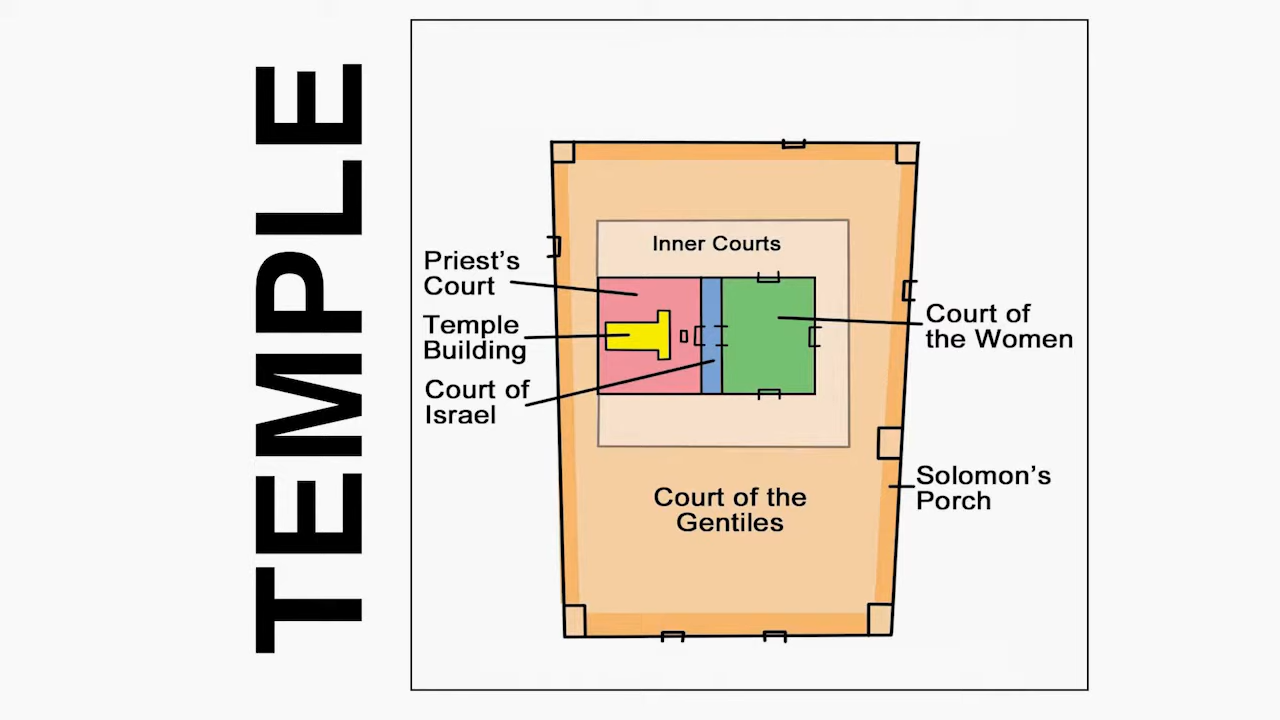 TEMPLE
Inner Courts
Priest's
Court
Temple
Building
Court of
Israel
Court of
the Women
Solomon's
Porch
Court of the
Gentiles